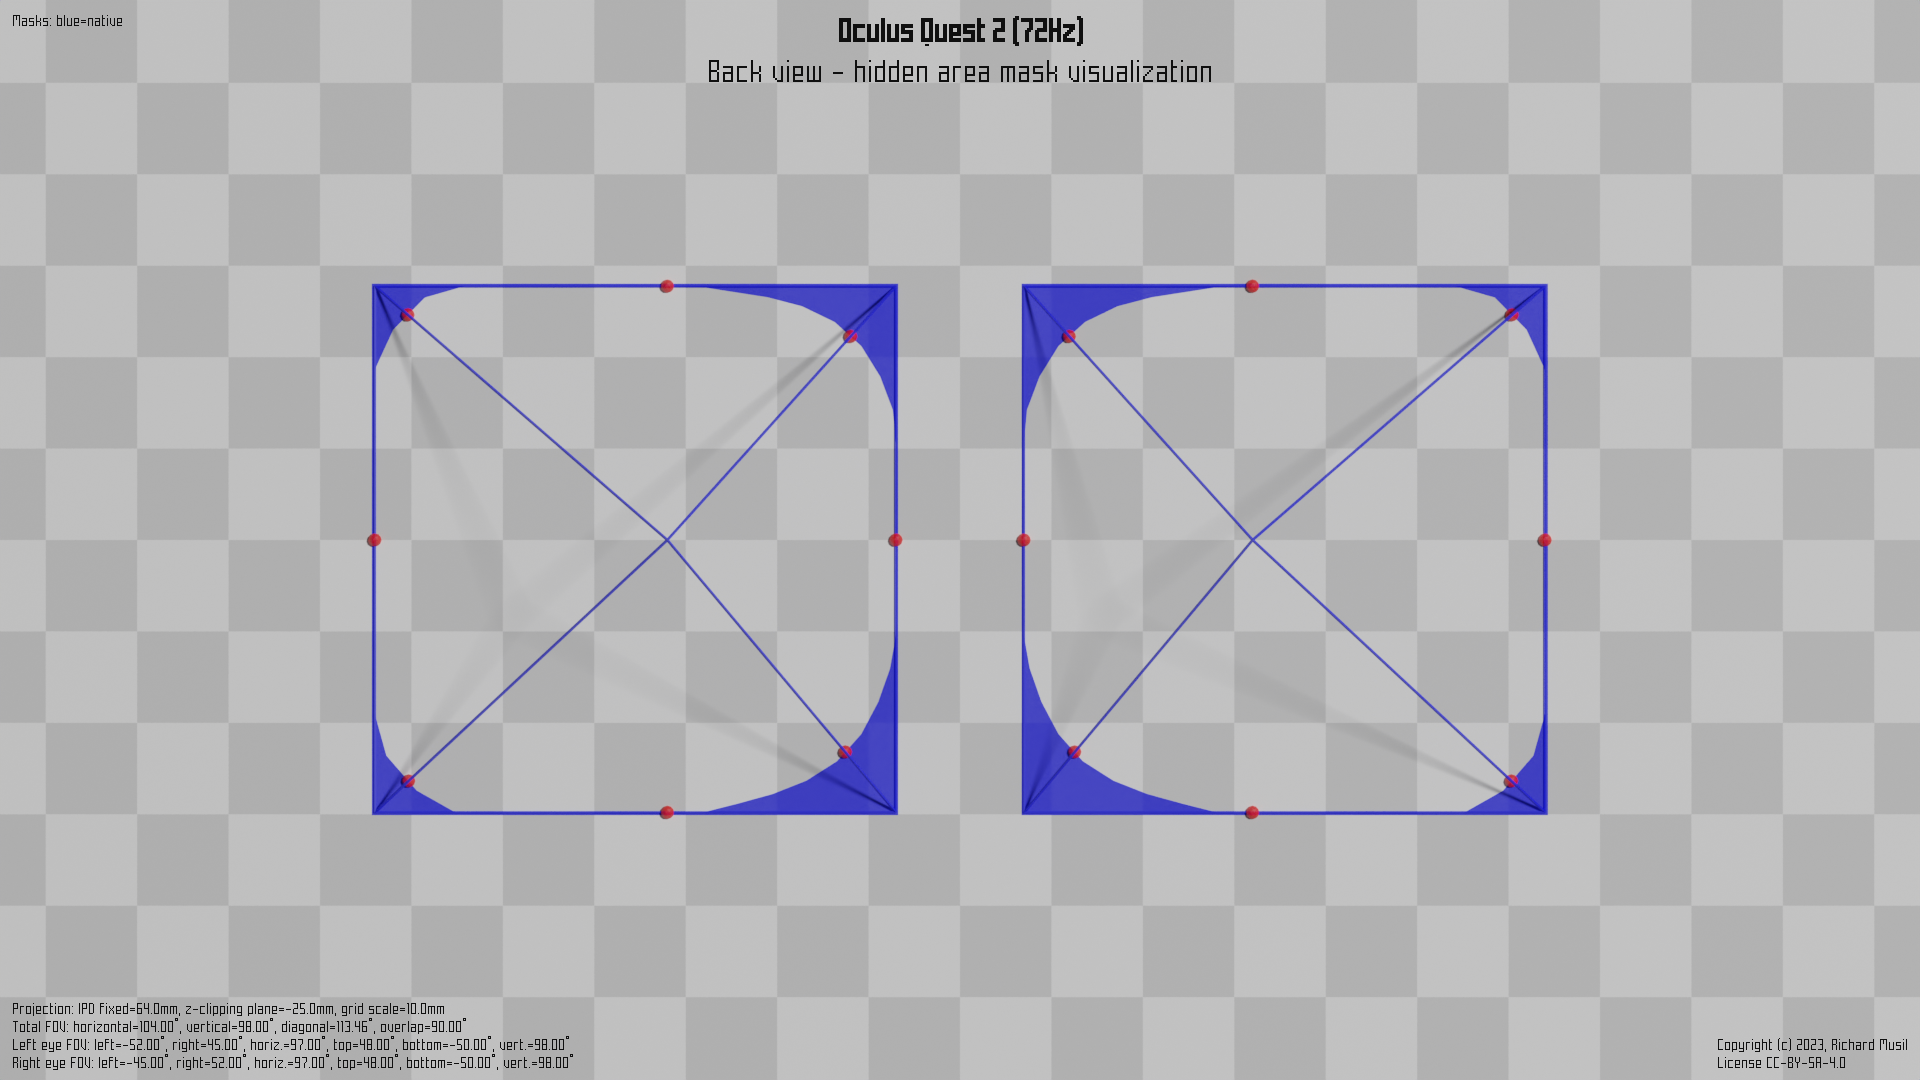 Masks: blue=native
Oculus Quest 2 (72Hz)
Back view - hidden area mask visualization
Projection: IPD fixed=64.0mm, z-clipping plane=-25.0mm, grid scale=10.0mm
Total FOV: horizontal=104.00°, vertical=98.00°, diagonal=113.46°, overlap=90.00°
Left eye FOV: left=-52.00°, right=45.00°, horiz.=97.00°, top=48.00°, bottom=-50.00°, vert.=98.00°
Right eye FOV: left=-45.00°, right=52.00°, horiz.=97.00°, top=48.00°, bottom=-50.00°, vert.=98.00°
Copyright (c) 2023, Richard Musil
License CC-BY-SA-4.0